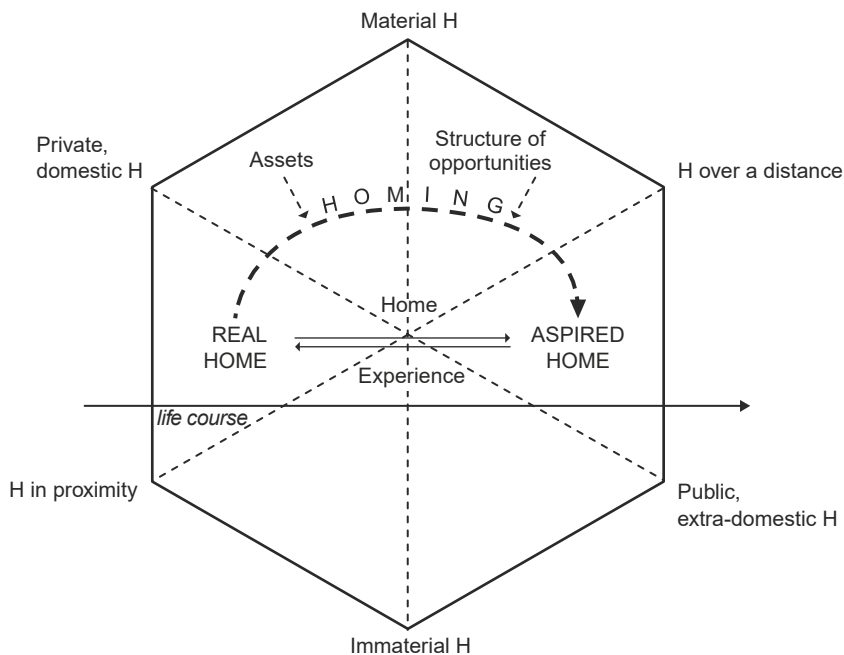 Material H
Private,
domestic H
Assets
Structure of
opportunities
H over a distance
HOMING
Home
REAL
HOME
ASPIRED
HOME
Experience
life course
H in proximity
Public,
extra-domestic H
Immaterial H